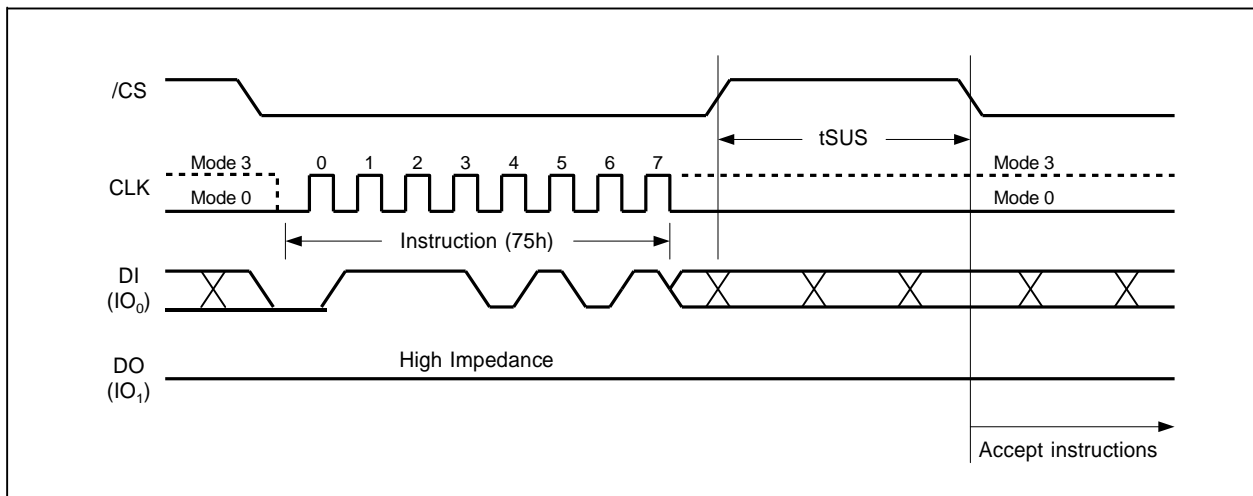 /CS
tSUS
Mode 3
0 1 2 3 4 5 6 7
Mode 3
CLK
Mode 0
Mode 0
Instruction (75h)
DI
(IO₀)
High Impedance
DO
(IO₁)
Accept instructions